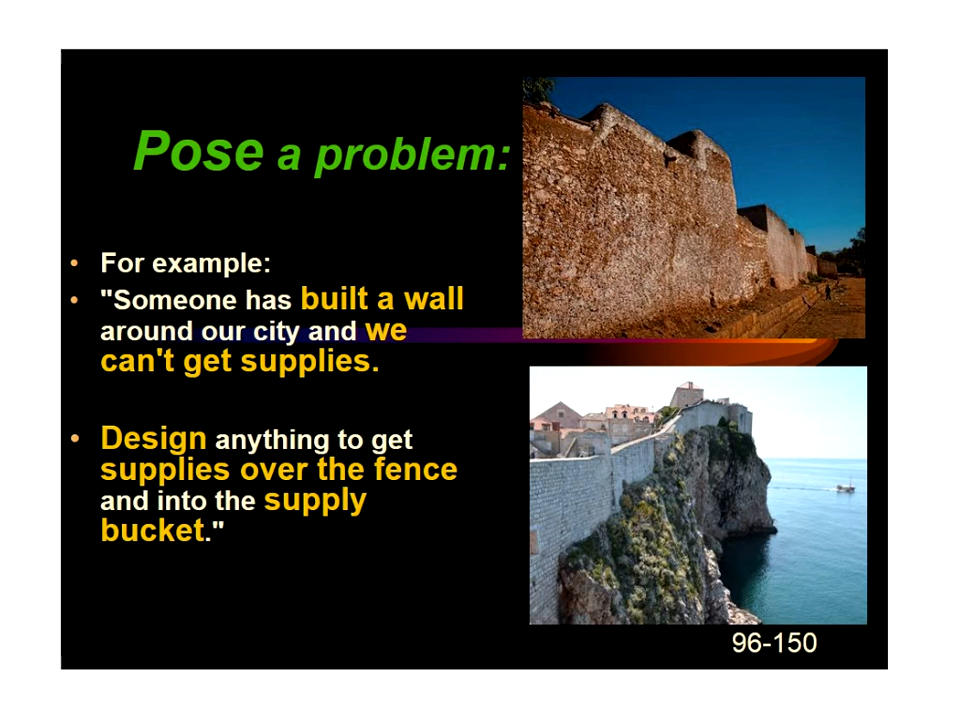 Pose a problem:
• For example:
• "Someone has built a wall
around our city and we
can't get supplies.
• Design anything to get
supplies over the fence
and into the supply
bucket."
96-150